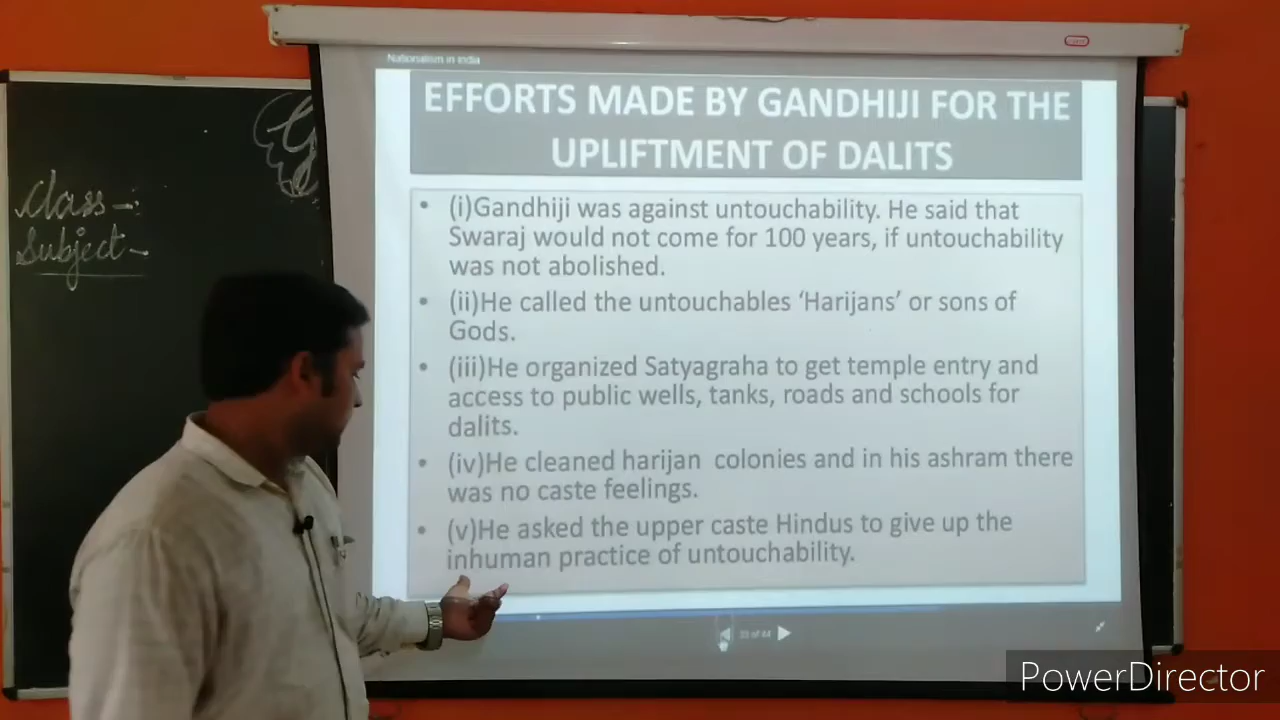 Nationalism in india
EFFORTS MADE BY GANDHIJI FOR THE
UPLIFTMENT OF DALITS
• (i)Gandhiji was against untouchability. He said that
Swaraj would not come for 100 years, if untouchability
was not abolished.
• (ii)He called the untouchables ‘Harijans’ or sons of
Gods.
• (iii)He organized Satyagraha to get temple entry and
access to public wells, tanks, roads and schools for
dalits.
• (iv)He cleaned harijan colonies and in his ashram there
was no caste feelings.
• (v)He asked the upper caste Hindus to give up the
inhuman practice of untouchability.
of 44
Class -:
Subject -
PowerDirector